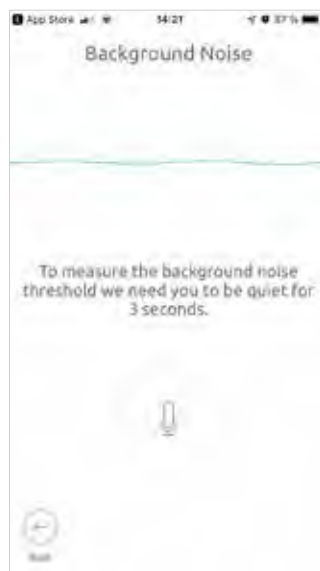 App Store 14:21 37%
Background Noise
To measure the background noise
threshold we need you to be quiet for
3 seconds.
Back